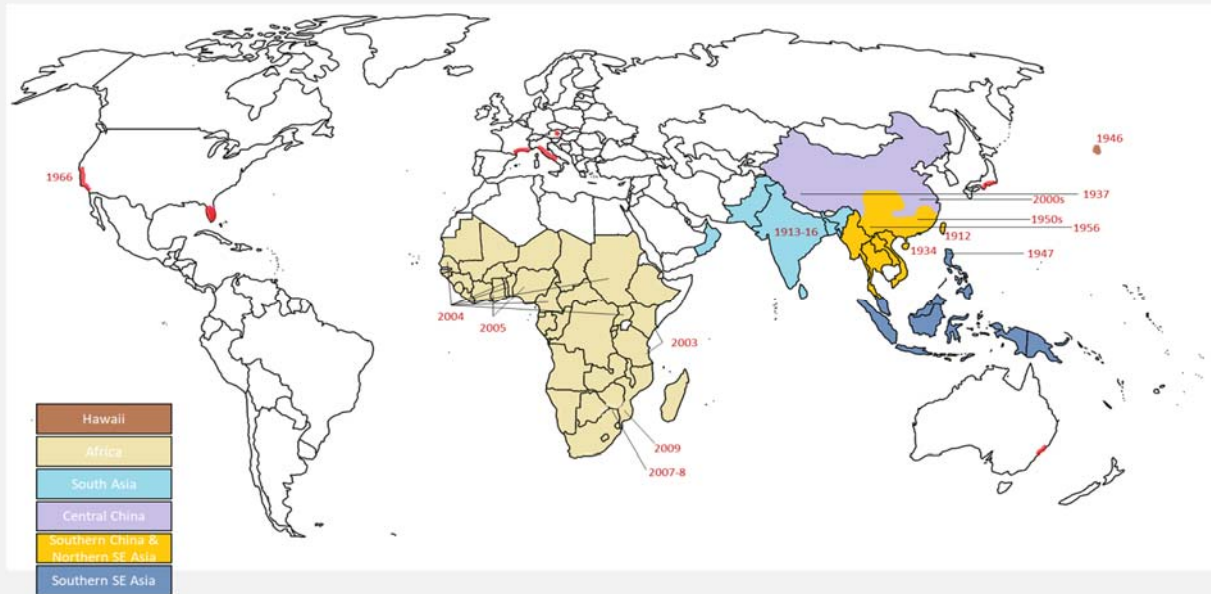 1946
1966
1937
2000s
1950s
1913-16
1956
1912
1934
1947
2004
2005
2003
2009
2007-8
Hawaii
Africa
South Asia
Central China
Southern China &
Northern SE Asia
Southern SE Asia